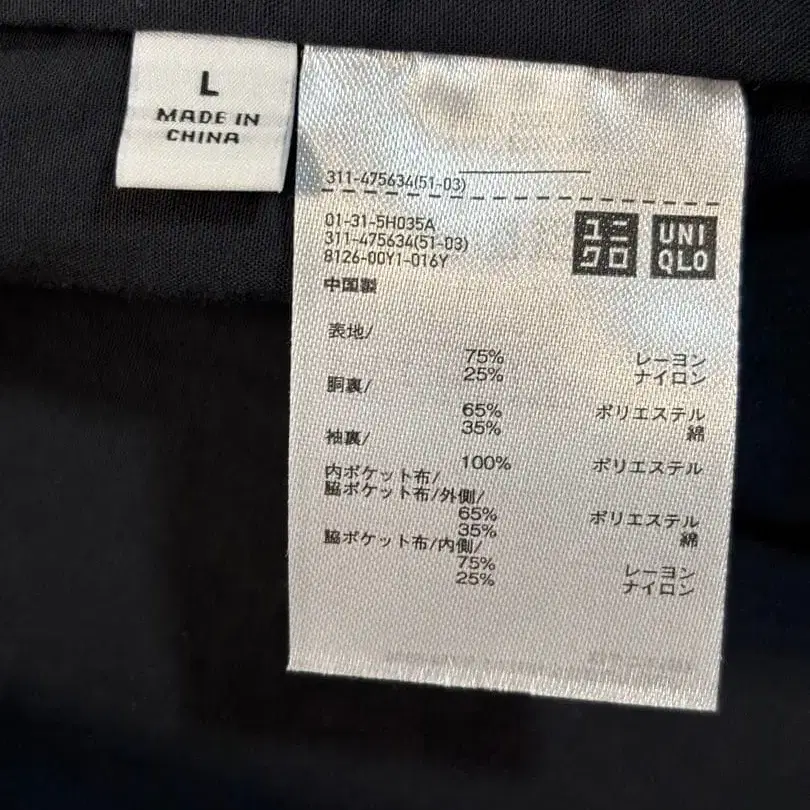 L
MADE IN
CHINA
311-475634(51-03)
01-31-5H035A
311-475634(51-03)
8126-00Y1-016Y
中国製
ユニ
クロ
UNI
QLO
表地/
75% レーヨン
25% ナイロン
胴裏/
65% ポリエステル
35% 綿
袖裏/
100% ポリエステル
内ポケット布/
脇ポケット布/外側/
65% ポリエステル
35% 綿
脇ポケット布/内側/
75% レーヨン
25% ナイロン